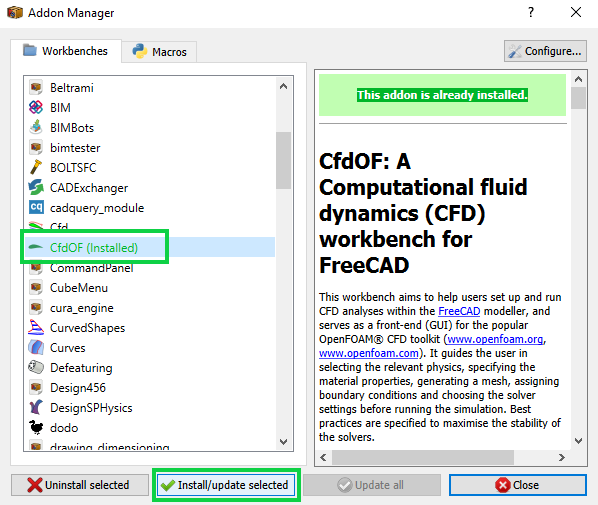 Addon Manager
?
Workbenches
Macros
Configure...
Beltrami
BIM
BIMBots
bimtester
BOLTSFC
CADExchanger
cq
cadquery_module
Cfd
CfdOF (Installed)
CommandPanel
CubeMenu
cura_engine
CurvedShapes
Curves
Defeaturing
Design456
DesignSPHysics
dodo
drawing_dimensioning
This addon is already installed.
CfdOF: A
Computational fluid
dynamics (CFD)
workbench for
FreeCAD
This workbench aims to help users set up and run
CFD analyses within the FreeCAD modeller, and
serves as a front-end (GUI) for the popular
OpenFOAM® CFD toolkit (www.openfoam.org,
www.openfoam.com). It guides the user in
selecting the relevant physics, specifying the
material properties, generating a mesh, assigning
boundary conditions and choosing the solver
settings before running the simulation. Best
practices are specified to maximise the stability of
the solvers.
Uninstall selected
Install/update selected
Update all
Close